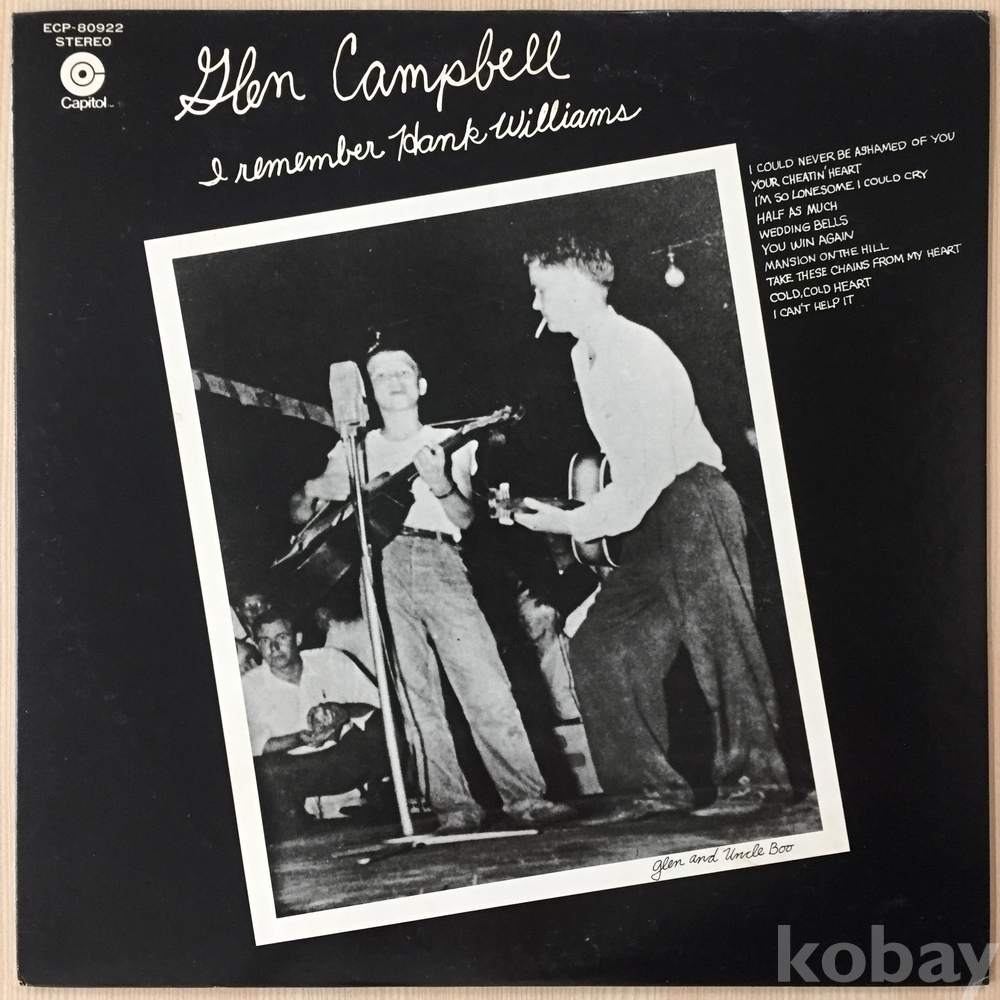 ECP-80922
STEREO
Capitol
Glen Campbell
I remember Hank Williams
I COULD NEVER BE ASHAMED OF YOU
YOUR CHEATIN' HEART
I'M SO LONESOME I COULD CRY
HALF AS MUCH
WEDDING BELLS
YOU WIN AGAIN
MANSION ON THE HILL
TAKE THESE CHAINS FROM MY HEART
COLD, COLD HEART
I CAN'T HELP IT
glen and Uncle Boo
kobay